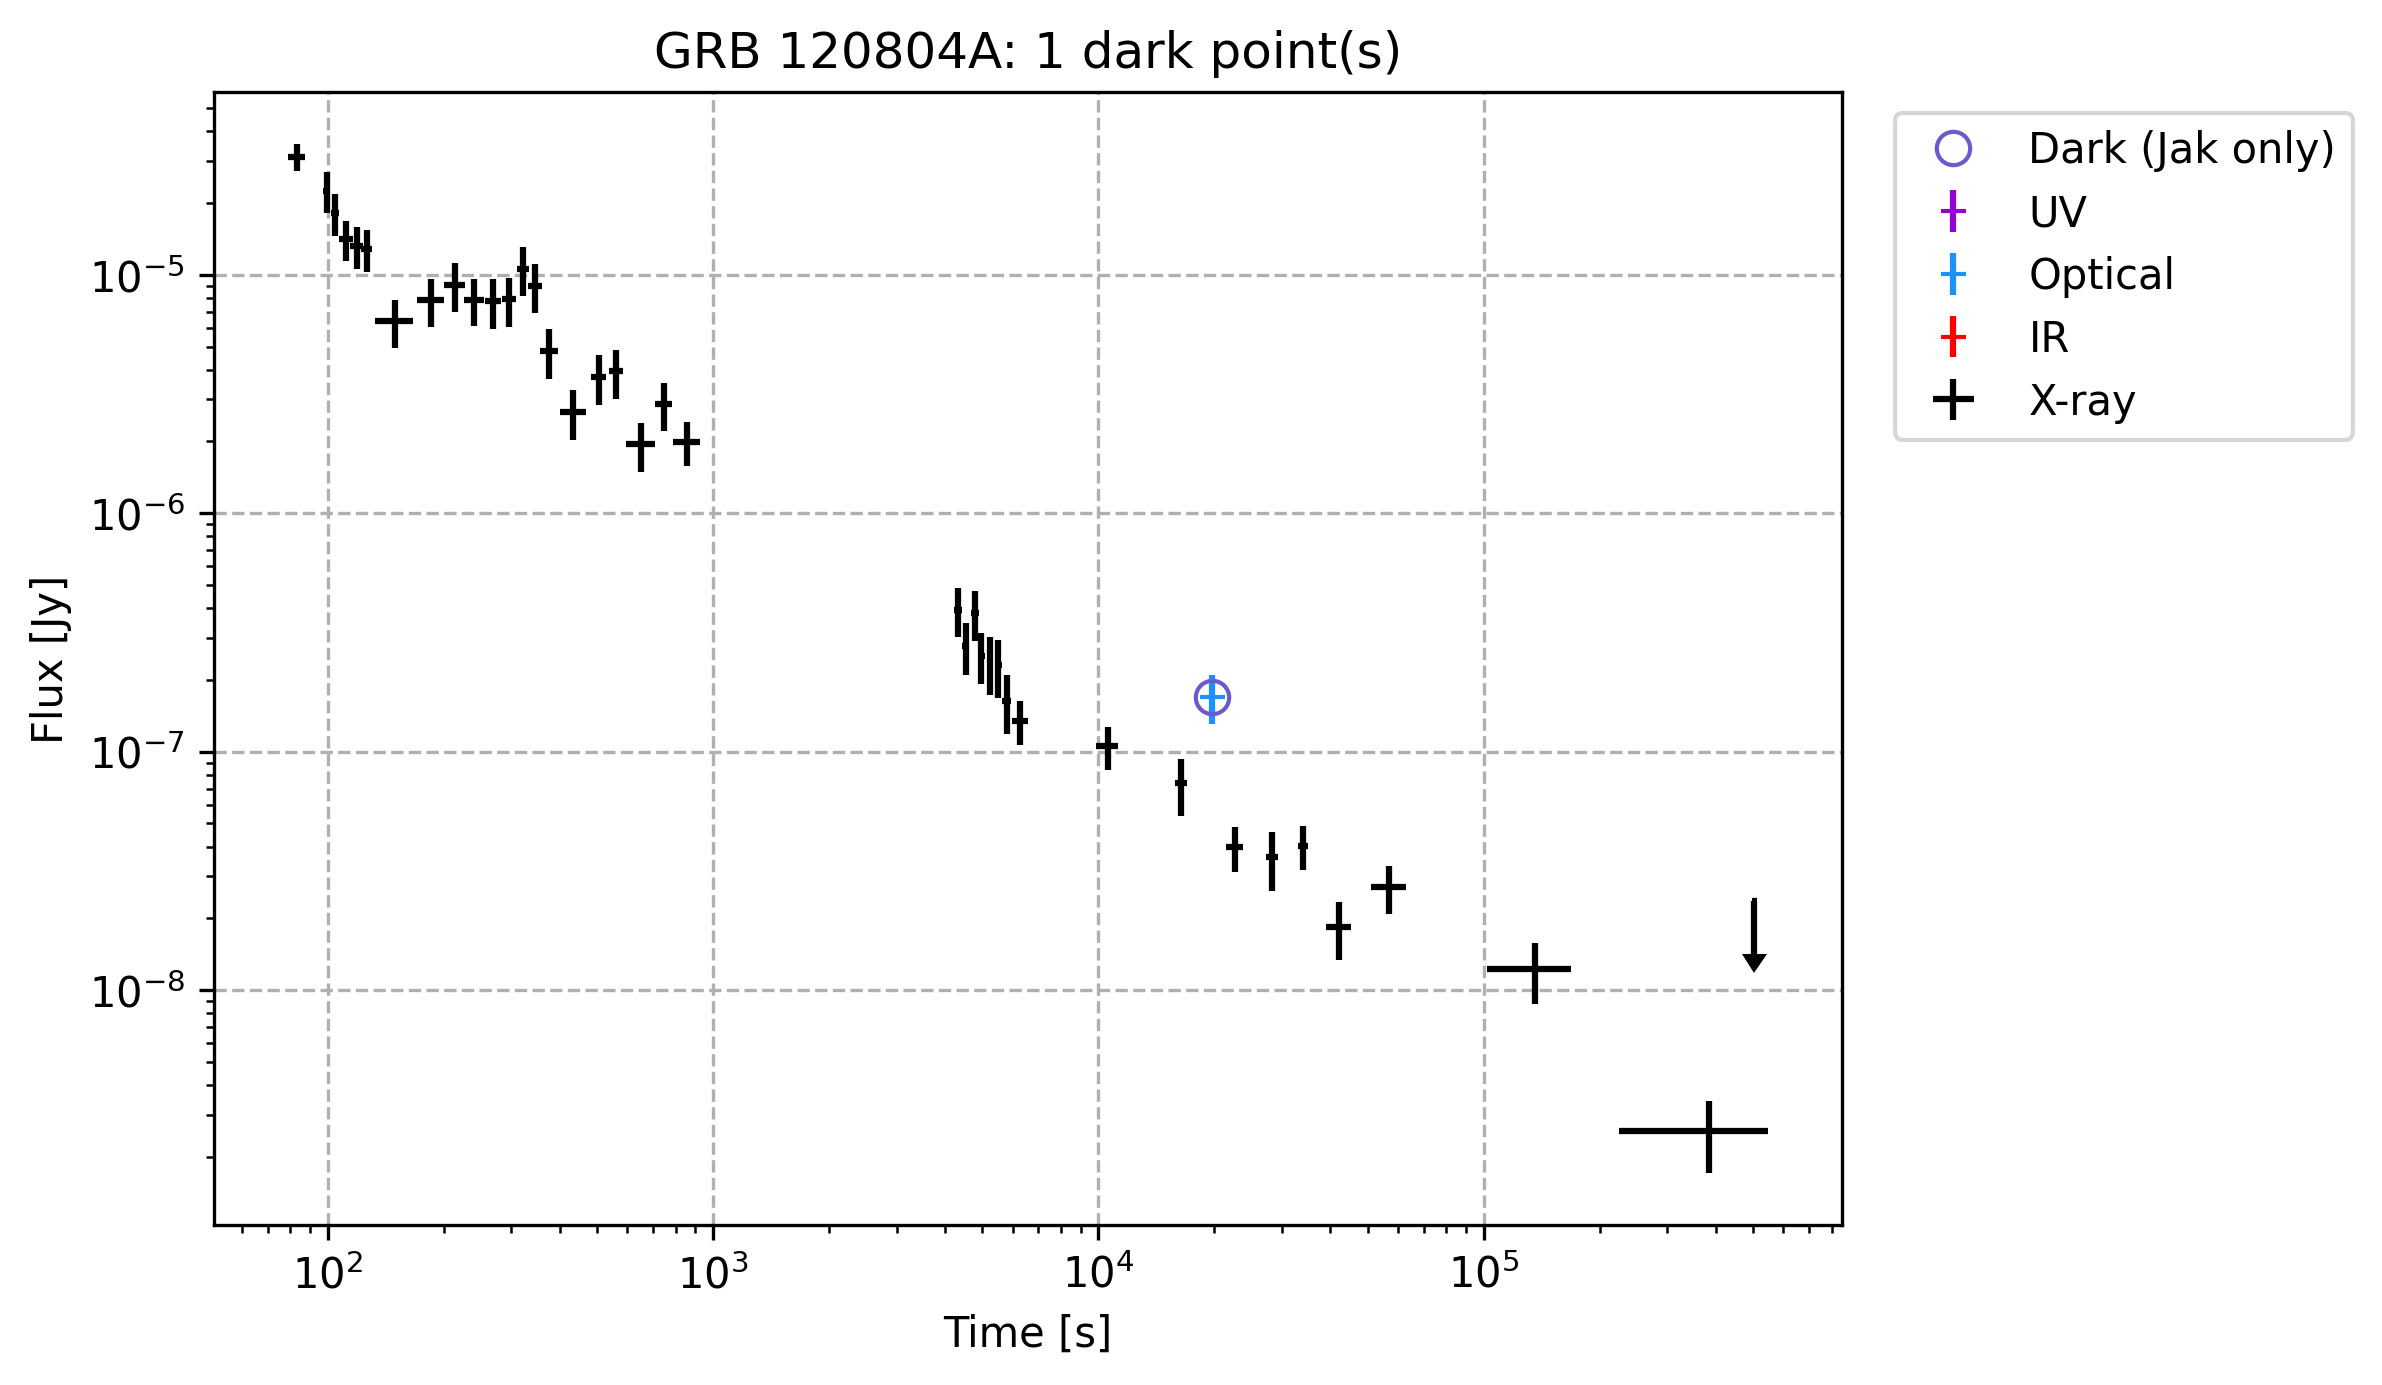 GRB 120804A: 1 dark point(s)
Dark (Jak only)
UV
Optical
IR
X-ray
10⁻⁵
10⁻⁶
10⁻⁷
10⁻⁸
Flux [Jy]
10²
10³
10⁴
10⁵
Time [s]